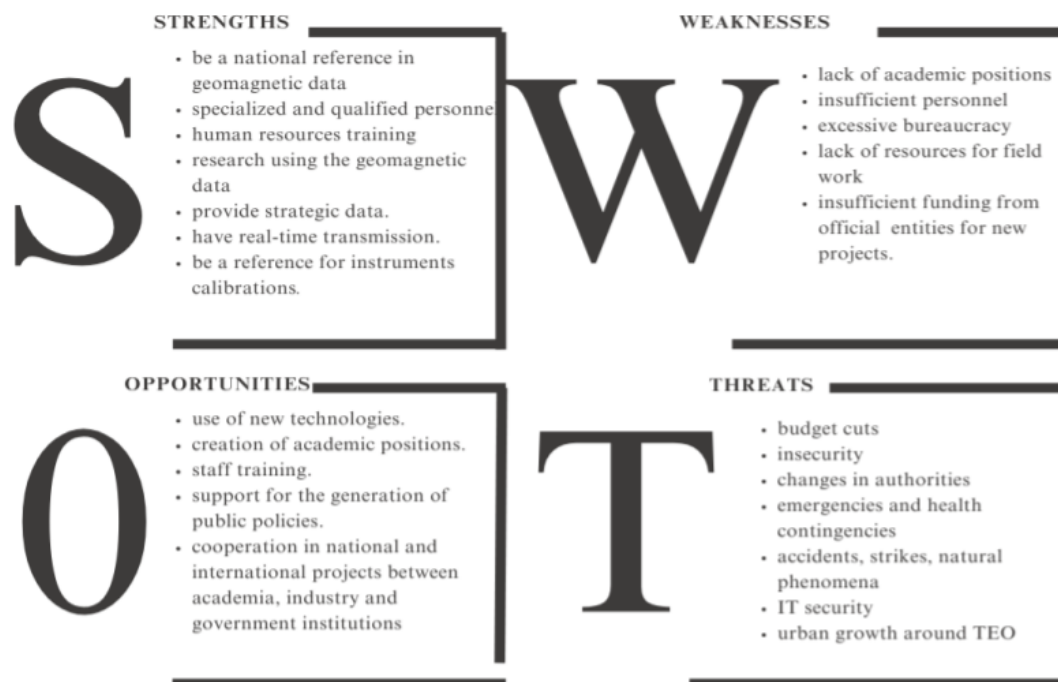 STRENGTHS
S
• be a national reference in
geomagnetic data
• specialized and qualified personne
• human resources training
• research using the geomagnetic
data
• provide strategic data.
• have real-time transmission.
• be a reference for instruments
calibrations.
WEAKNESSES
W
• lack of academic positions
• insufficient personnel
• excessive bureaucracy
• lack of resources for field
work
• insufficient funding from
official entities for new
projects.
OPPORTUNITIES
O
• use of new technologies.
• creation of academic positions.
• staff training.
• support for the generation of
public policies.
• cooperation in national and
international projects between
academia, industry and
government institutions
THREATS
T
• budget cuts
• insecurity
• changes in authorities
• emergencies and health
contingencies
• accidents, strikes, natural
phenomena
• IT security
• urban growth around TEO